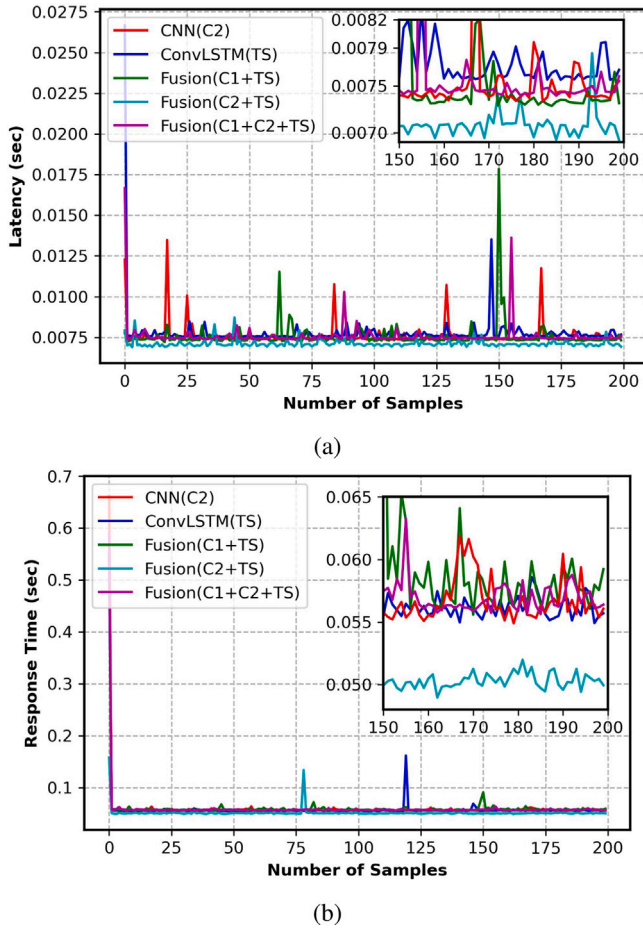 0.0275
0.0250
0.0225
0.0200
0.0175
0.0150
0.0125
0.0100
0.0075
Latency (sec)
CNN(C2)
ConvLSTM(TS)
Fusion(C1+TS)
Fusion(C2+TS)
Fusion(C1+C2+TS)
0.0082
0.0079
0.0075
0.0070
150 160 170 180 190 200
0 25 50 75 100 125 150 175 200
Number of Samples
(a)
0.7
0.6
0.5
0.4
0.3
0.2
0.1
Response Time (sec)
CNN(C2)
ConvLSTM(TS)
Fusion(C1+TS)
Fusion(C2+TS)
Fusion(C1+C2+TS)
0.065
0.060
0.055
0.050
150 160 170 180 190 200
0 25 50 75 100 125 150 175 200
Number of Samples
(b)